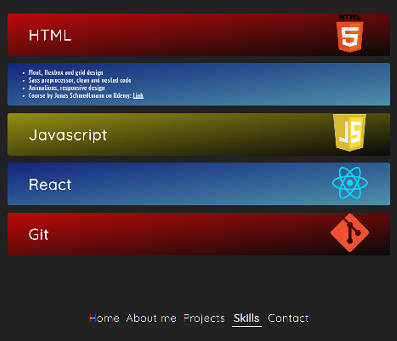 HTML
HTML
5
Float, flexbox and grid design
Sass preprocessor, clean and nested code
Animations, responsive design
Course by Jonas Schmedtmann on Udemy: Link
Javascript
JS
React
Git
Home About me Projects Skills Contact